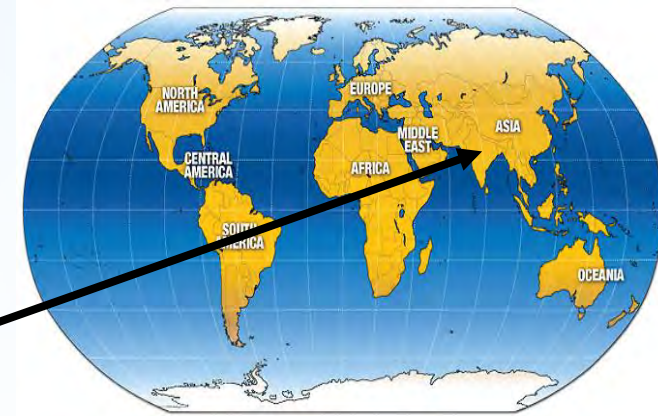 NORTH
AMERICA
EUROPE
ASIA
MIDDLE
EAST
CENTRAL
AMERICA
AFRICA
SOUTH
AMERICA
OCEANIA